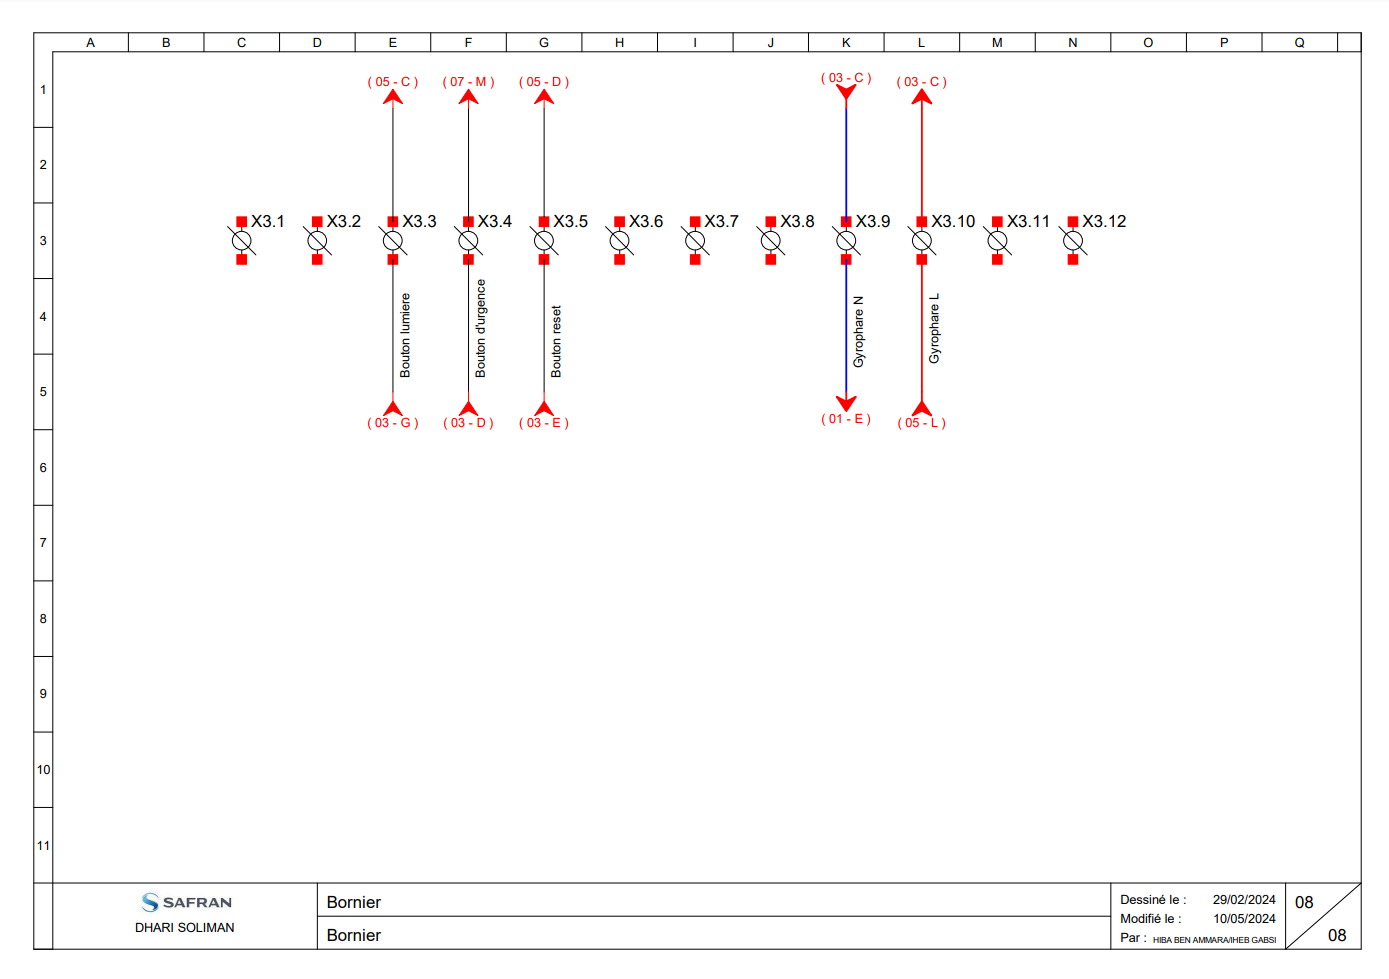 A B C D E F G H I J K L M N O P Q
1
( 05 - C ) ( 07 - M ) ( 05 - D ) ( 03 - C ) ( 03 - C )
2
X3.1 X3.2 X3.3 X3.4 X3.5 X3.6 X3.7 X3.8 X3.9 X3.10 X3.11 X3.12
3
4
Bouton lumiere
Bouton d'urgence
Bouton reset
Gyrophare N
Gyrophare L
5
( 03 - G ) ( 03 - D ) ( 03 - E ) ( 01 - E ) ( 05 - L )
6
7
8
9
10
11
SAFRAN
DHARI SOLIMAN
Bornier
Bornier
Dessiné le : 29/02/2024
Modifié le : 10/05/2024
Par : HIBA BEN AMMARA/IHEB GABSI
08
08